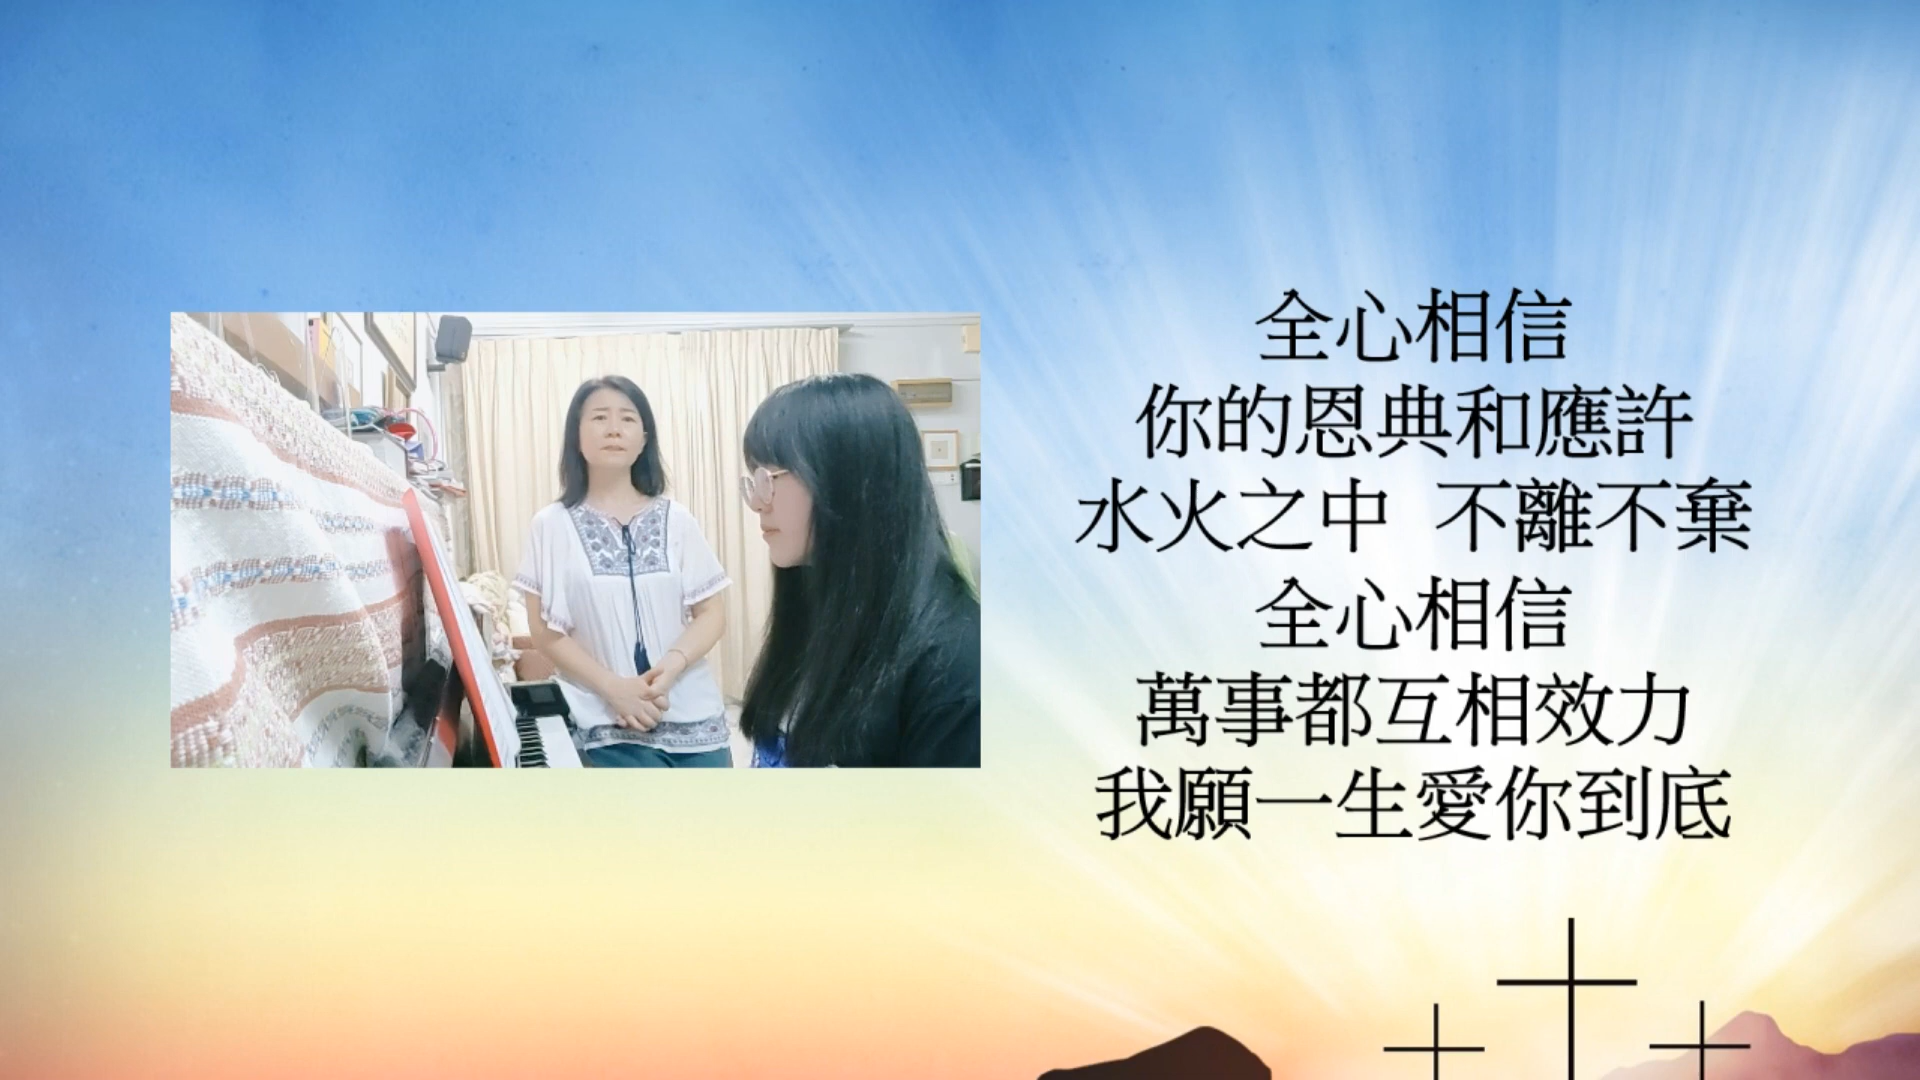 全心相信
你的恩典和應許
水火之中 不離不棄
全心相信
萬事都互相效力
我願一生愛你到底